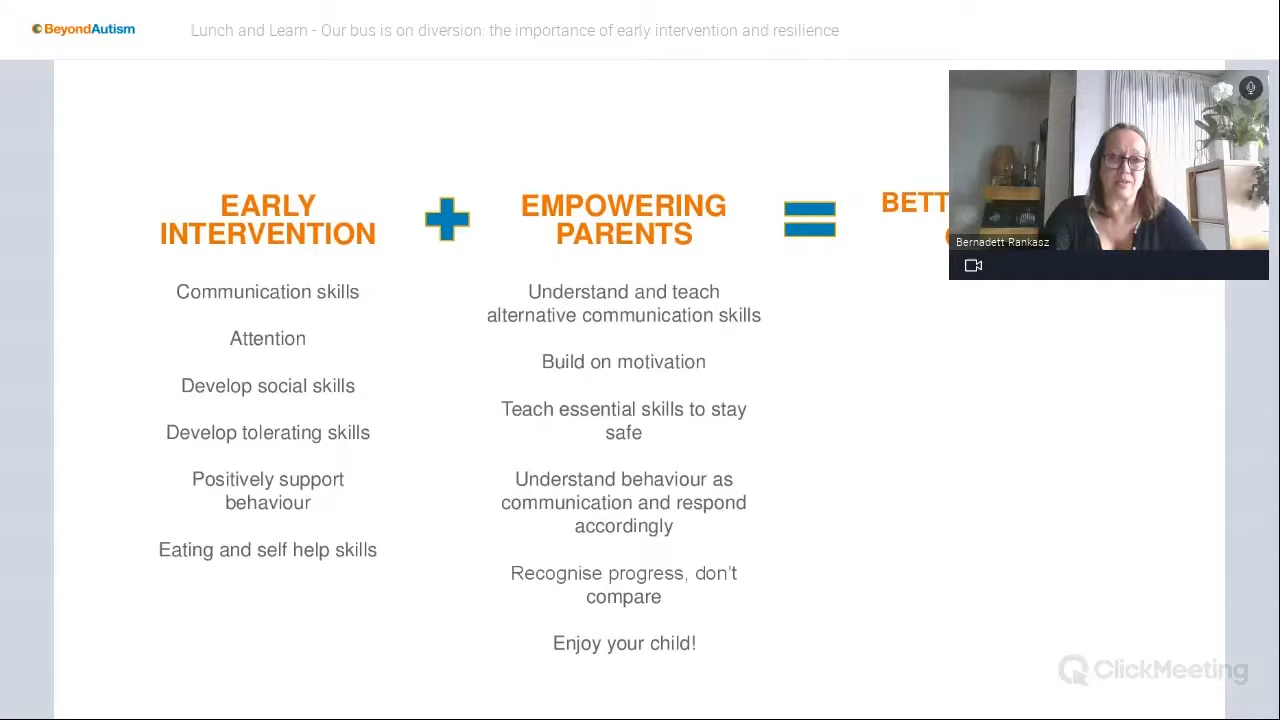 BeyondAutism
Lunch and Learn - Our bus is on diversion: the importance of early intervention and resilience
EARLY
INTERVENTION
Communication skills
Attention
Develop social skills
Develop tolerating skills
Positively support
behaviour
Eating and self help skills
EMPOWERING
PARENTS
Understand and teach
alternative communication skills
Build on motivation
Teach essential skills to stay
safe
Understand behaviour as
communication and respond
accordingly
Recognise progress, don't
compare
Enjoy your child!
Bernadett Rankasz
ClickMeeting